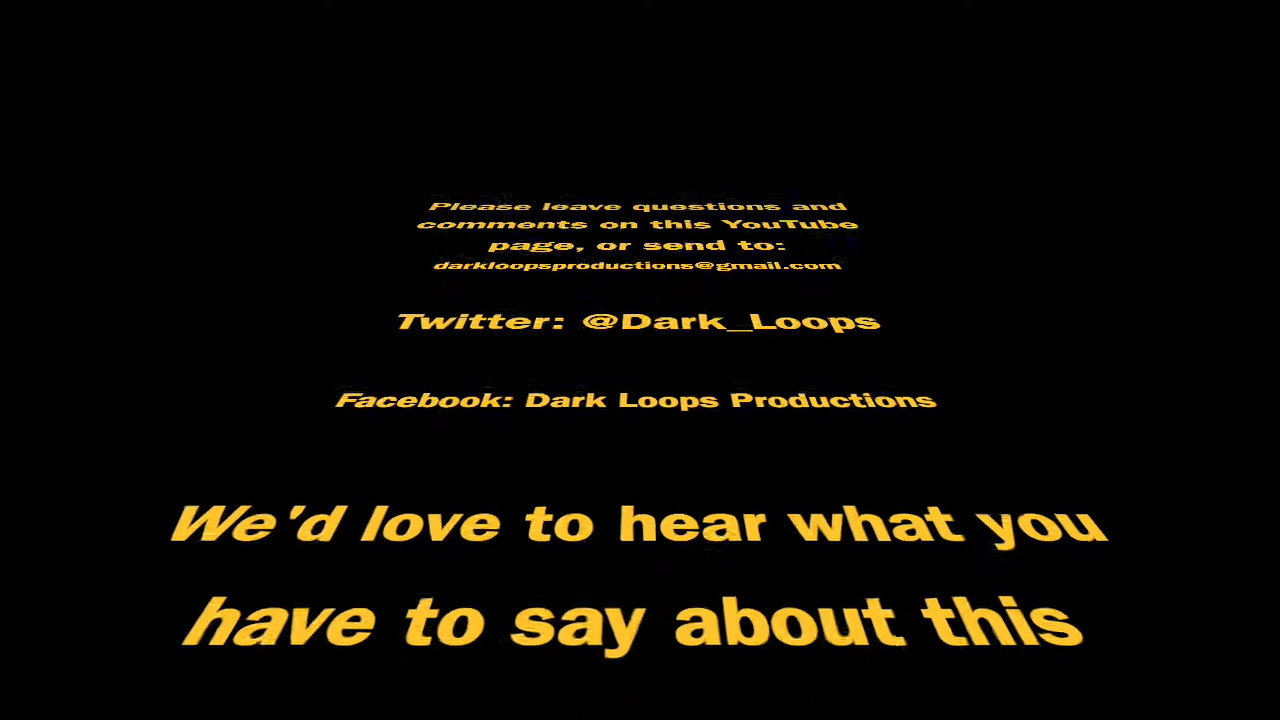 Please leave questions and
comments on this YouTube
page, or send to:
darkloopsproductions@gmail.com
Twitter: @Dark_Loops
Facebook: Dark Loops Productions
We'd love to hear what you
have to say about this